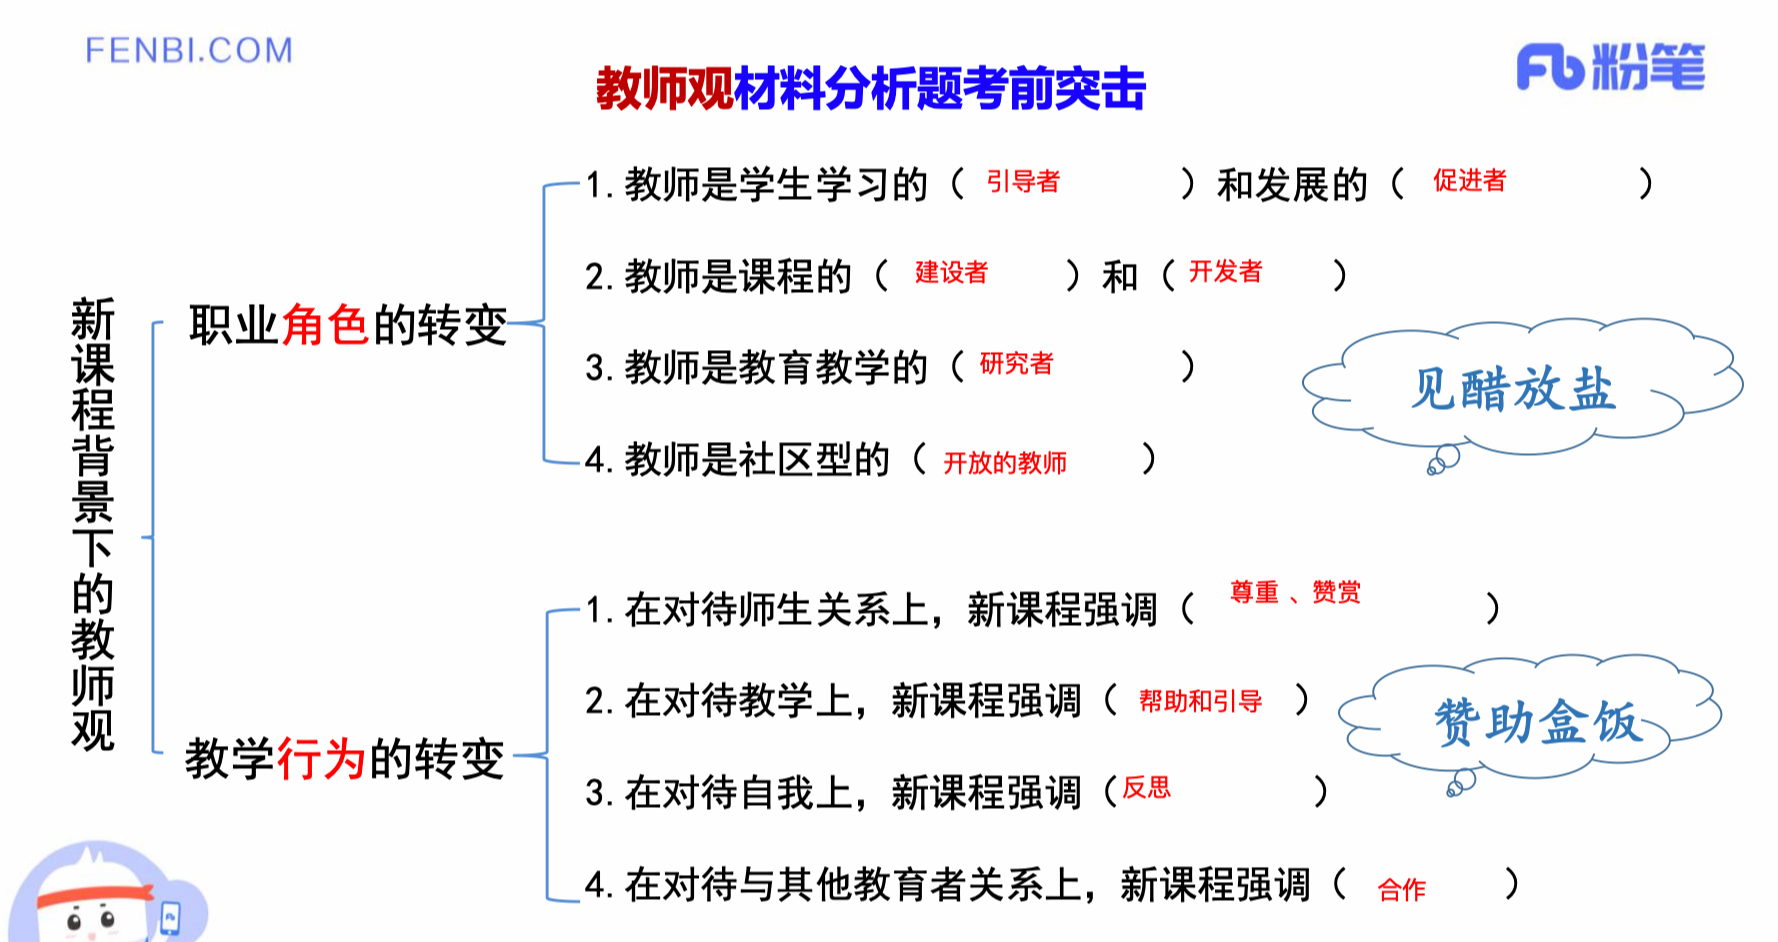 FENBI.COM
粉笔
教师观材料分析题考前突击
新课程背景下的教师观
职业角色的转变
1.教师是学生学习的（ 引导者 ）和发展的（ 促进者 ）
2.教师是课程的（ 建设者 ）和（ 开发者 ）
3.教师是教育教学的（ 研究者 ）
4.教师是社区型的（ 开放的教师 ）
见醋放盐
教学行为的转变
1.在对待师生关系上，新课程强调（ 尊重 、赞赏 ）
2.在对待教学上，新课程强调（ 帮助和引导 ）
3.在对待自我上，新课程强调（反思 ）
4.在对待与其他教育者关系上，新课程强调（ 合作 ）
赞助盒饭